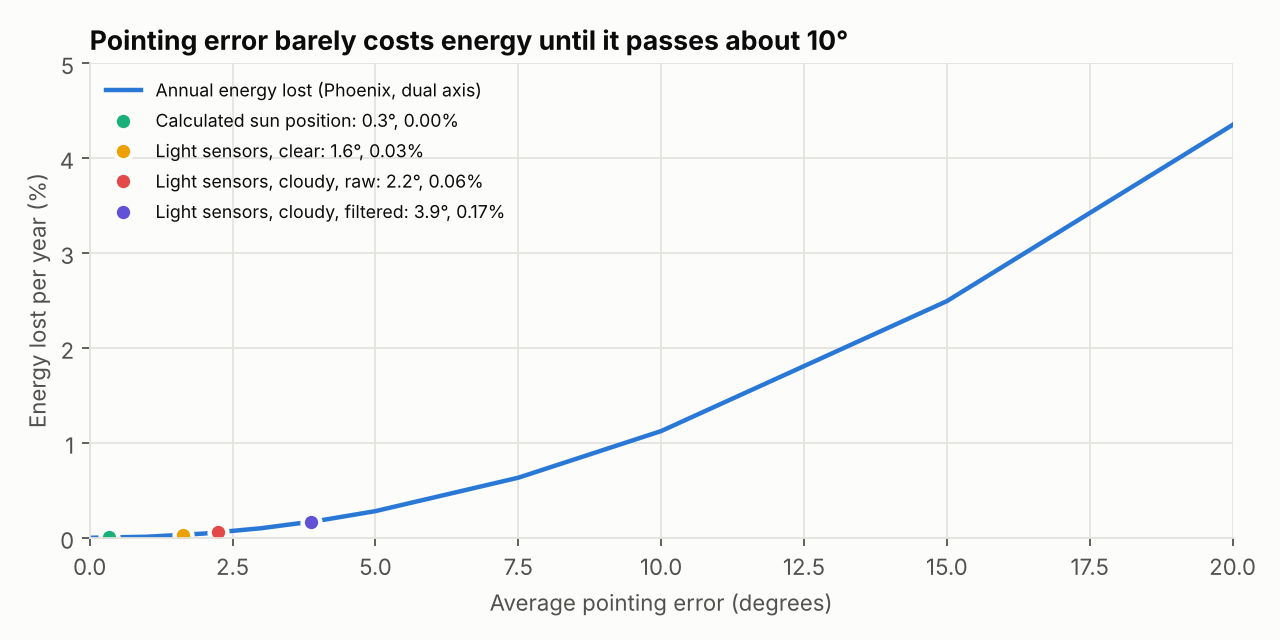 Pointing error barely costs energy until it passes about 10°
Annual energy lost (Phoenix, dual axis)
Calculated sun position: 0.3°, 0.00%
Light sensors, clear: 1.6°, 0.03%
Light sensors, cloudy, raw: 2.2°, 0.06%
Light sensors, cloudy, filtered: 3.9°, 0.17%
Energy lost per year (%)
5
4
3
2
1
0
0.0 2.5 5.0 7.5 10.0 12.5 15.0 17.5 20.0
Average pointing error (degrees)